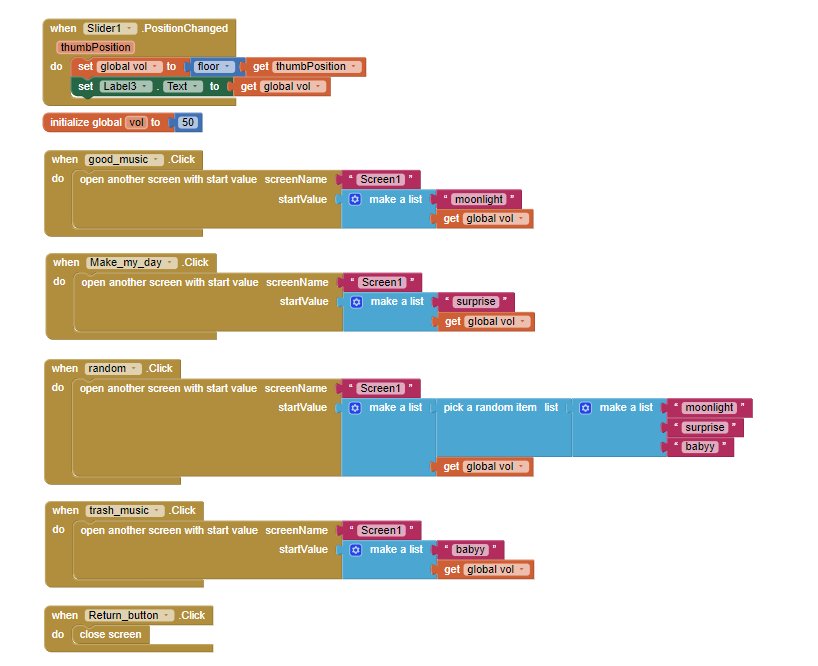 when Slider1 .PositionChanged
thumbPosition
do set global vol to floor get thumbPosition
set Label3 . Text to get global vol
initialize global vol to 50
when good_music .Click
do open another screen with start value screenName " Screen1 "
startValue make a list " moonlight "
get global vol
when Make_my_day .Click
do open another screen with start value screenName " Screen1 "
startValue make a list " surprise "
get global vol
when random .Click
do open another screen with start value screenName " Screen1 "
startValue make a list pick a random item list make a list " moonlight "
" surprise "
" babyy "
get global vol
when trash_music .Click
do open another screen with start value screenName " Screen1 "
startValue make a list " babyy "
get global vol
when Return_button .Click
do close screen